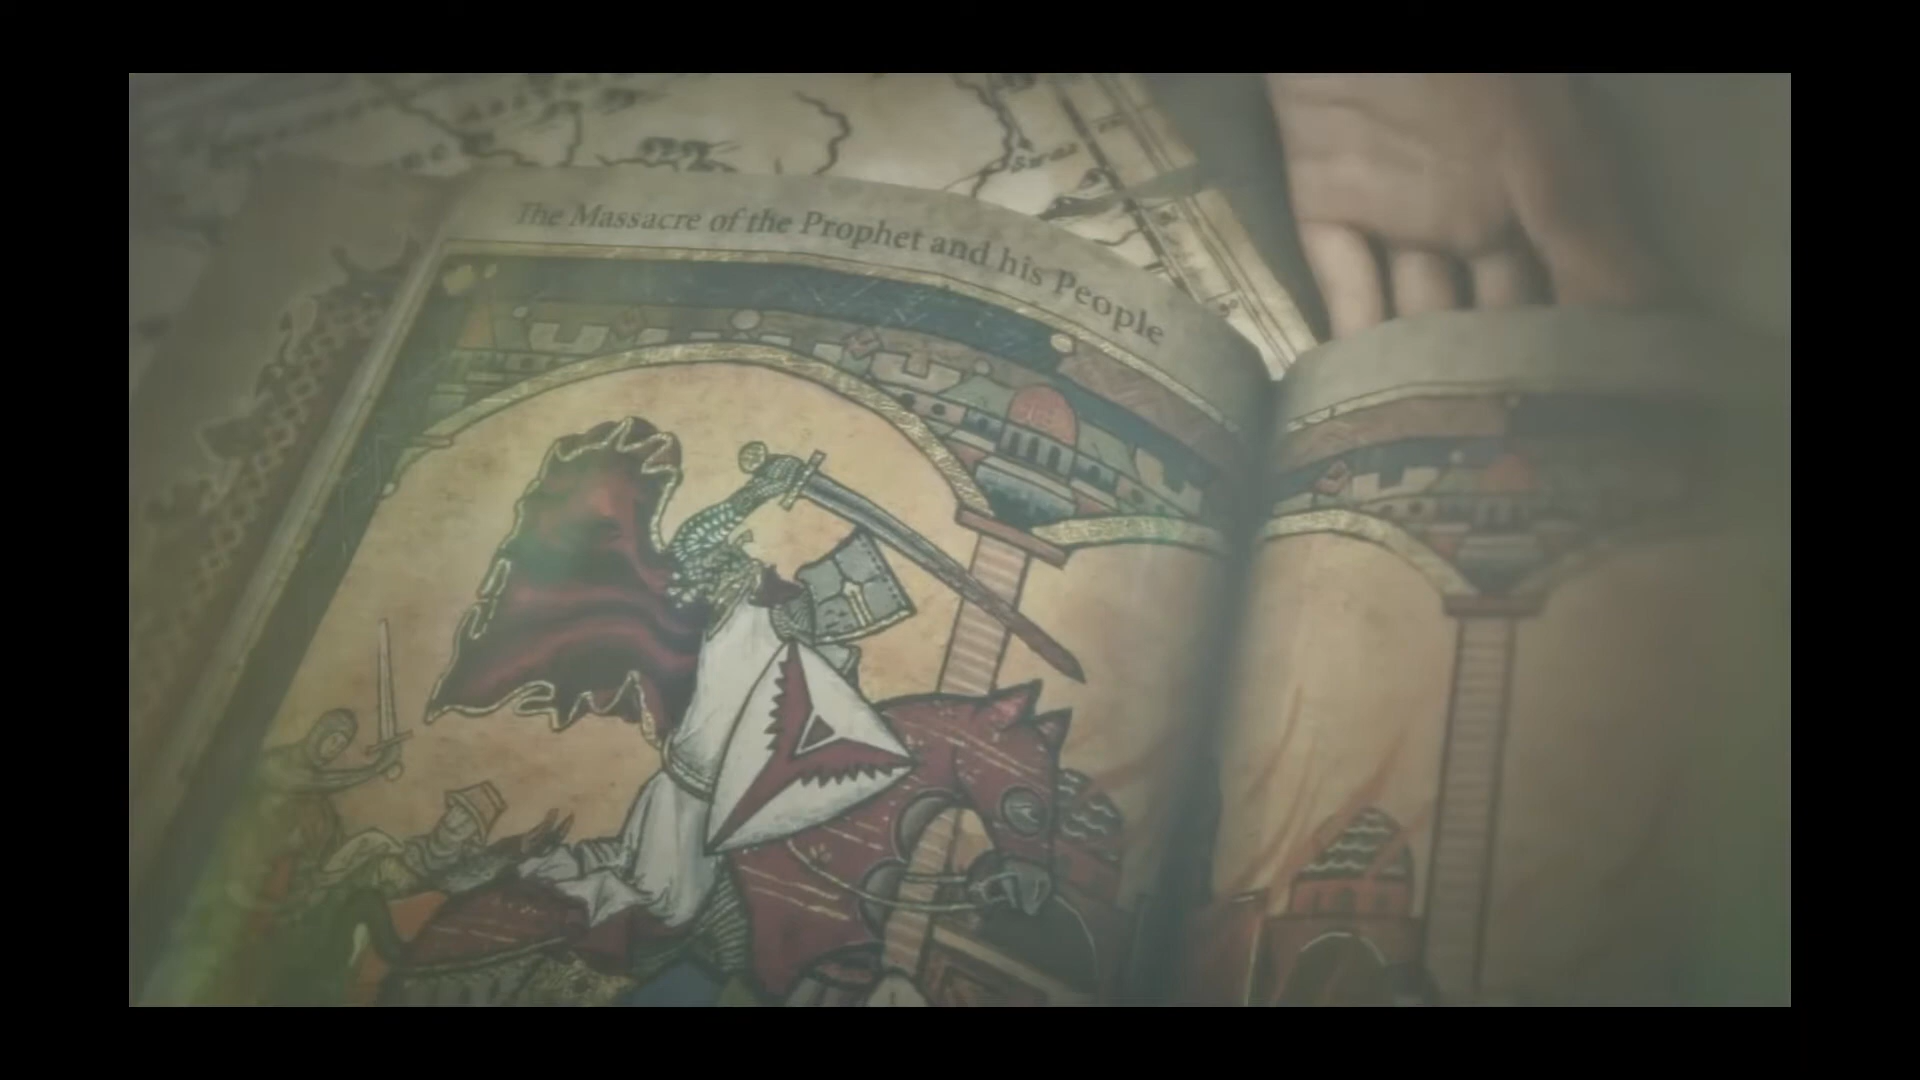 The Massacre of the Prophet and his People